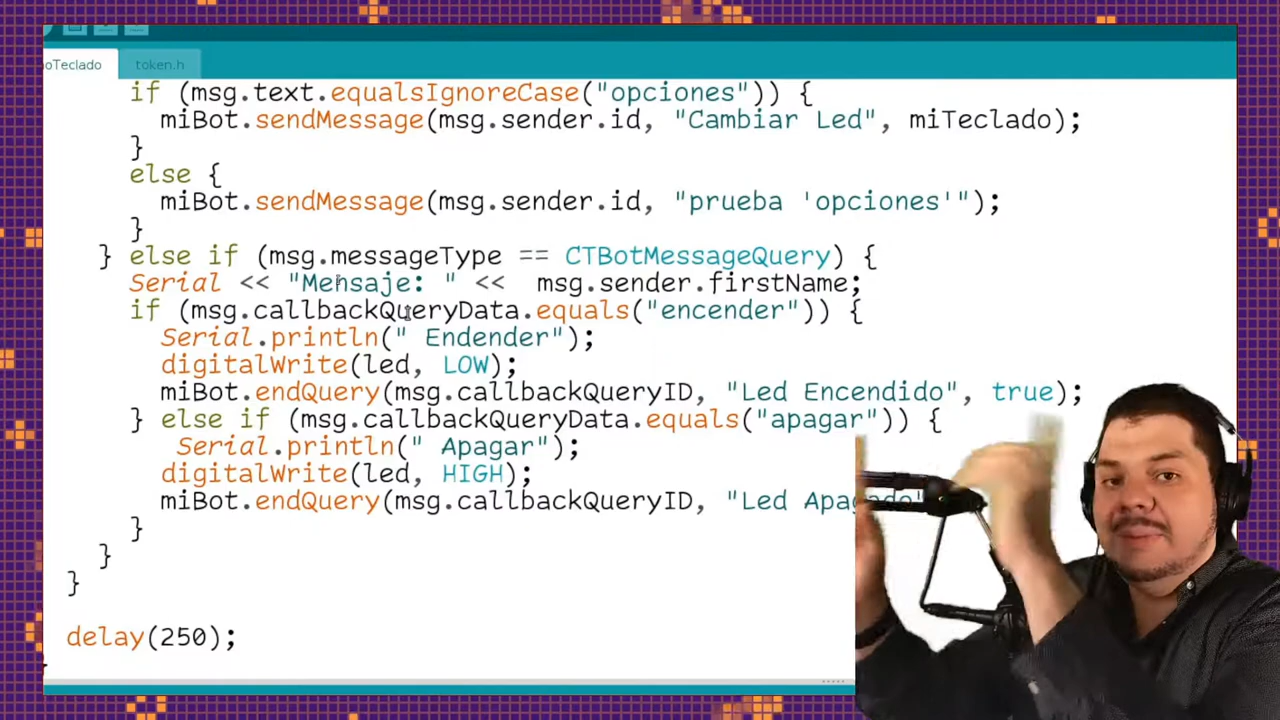 oTeclado token.h
if (msg.text.equalsIgnoreCase("opciones")) {
miBot.sendMessage(msg.sender.id, "Cambiar Led", miTeclado);
}
else {
miBot.sendMessage(msg.sender.id, "prueba 'opciones'");
}
} else if (msg.messageType == CTBotMessageQuery) {
Serial << "Mensaje: " << msg.sender.firstName;
if (msg.callbackQueryData.equals("encender")) {
Serial.println(" Endender");
digitalWrite(led, LOW);
miBot.endQuery(msg.callbackQueryID, "Led Encendido", true);
} else if (msg.callbackQueryData.equals("apagar")) {
Serial.println(" Apagar");
digitalWrite(led, HIGH);
miBot.endQuery(msg.callbackQueryID, "Led Apagado"
}
}
}
delay(250);